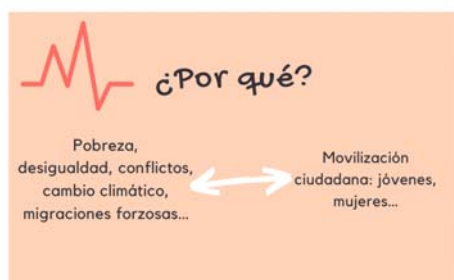 ¿Por qué?
Pobreza,
desigualdad, conflictos,
cambio climático,
migraciones forzosas...
Movilización
ciudadana: jóvenes,
mujeres...